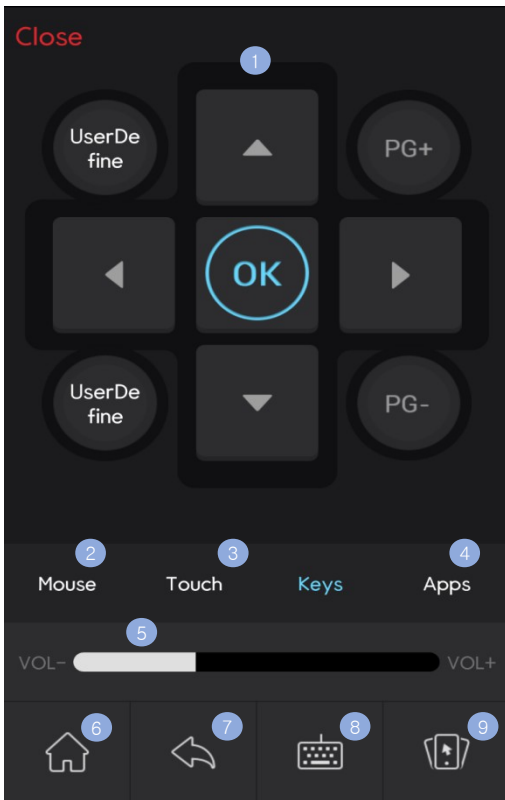 Close
1
UserDe
fine
PG+
OK
UserDe
fine
PG-
2
3
4
Mouse
Touch
Keys
Apps
5
VOL-
VOL+
6
7
8
9